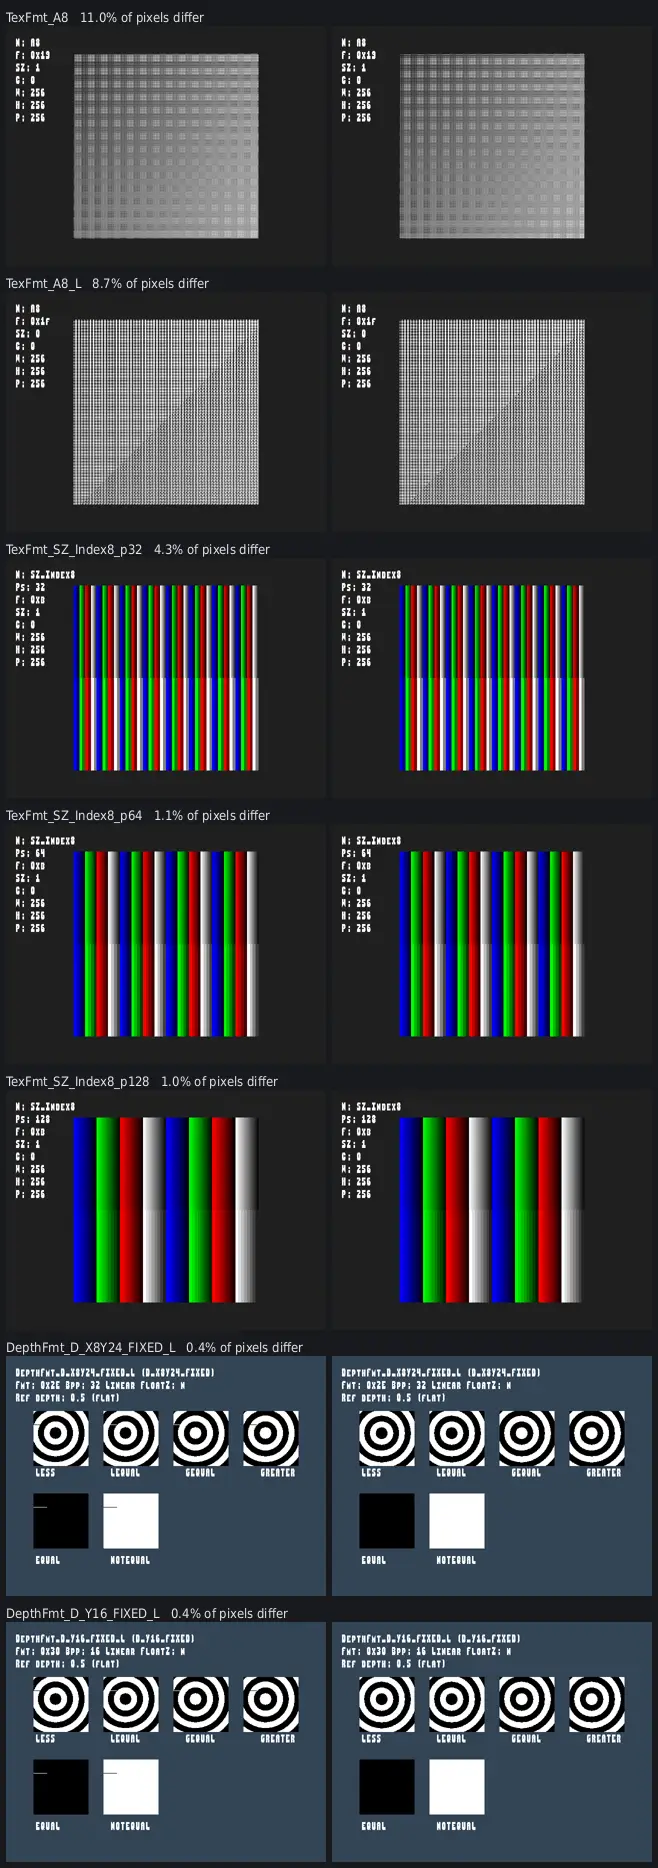 TexFmt_A8 11.0% of pixels differ
N: A8
F: 0x19
SZ: 1
C: 0
W: 256
H: 256
P: 256
N: A8
F: 0x19
SZ: 1
C: 0
W: 256
H: 256
P: 256
TexFmt_A8_L 8.7% of pixels differ
N: A8
F: 0x1F
SZ: 0
C: 0
W: 256
H: 256
P: 256
N: A8
F: 0x1F
SZ: 0
C: 0
W: 256
H: 256
P: 256
TexFmt_SZ_Index8_p32 4.3% of pixels differ
N: SZ_INDEX8
PS: 32
F: 0xB
SZ: 1
C: 0
W: 256
H: 256
P: 256
N: SZ_INDEX8
PS: 32
F: 0xB
SZ: 1
C: 0
W: 256
H: 256
P: 256
TexFmt_SZ_Index8_p64 1.1% of pixels differ
N: SZ_INDEX8
PS: 64
F: 0xB
SZ: 1
C: 0
W: 256
H: 256
P: 256
N: SZ_INDEX8
PS: 64
F: 0xB
SZ: 1
C: 0
W: 256
H: 256
P: 256
TexFmt_SZ_Index8_p128 1.0% of pixels differ
N: SZ_INDEX8
PS: 128
F: 0xB
SZ: 1
C: 0
W: 256
H: 256
P: 256
N: SZ_INDEX8
PS: 128
F: 0xB
SZ: 1
C: 0
W: 256
H: 256
P: 256
DepthFmt_D_X8Y24_FIXED_L 0.4% of pixels differ
DEPTHFMT_D_X8Y24_FIXED_L (D_X8Y24_FIXED)
FMT: 0X2E BPP: 32 LINEAR FLOATZ: N
REF DEPTH: 0.5 (FLAT)
LESS LEQUAL GEQUAL GREATER
EQUAL NOTEQUAL
DEPTHFMT_D_X8Y24_FIXED_L (D_X8Y24_FIXED)
FMT: 0X2E BPP: 32 LINEAR FLOATZ: N
REF DEPTH: 0.5 (FLAT)
LESS LEQUAL GEQUAL GREATER
EQUAL NOTEQUAL
DepthFmt_D_Y16_FIXED_L 0.4% of pixels differ
DEPTHFMT_D_Y16_FIXED_L (D_Y16_FIXED)
FMT: 0X30 BPP: 16 LINEAR FLOATZ: N
REF DEPTH: 0.5 (FLAT)
LESS LEQUAL GEQUAL GREATER
EQUAL NOTEQUAL
DEPTHFMT_D_Y16_FIXED_L (D_Y16_FIXED)
FMT: 0X30 BPP: 16 LINEAR FLOATZ: N
REF DEPTH: 0.5 (FLAT)
LESS LEQUAL GEQUAL GREATER
EQUAL NOTEQUAL